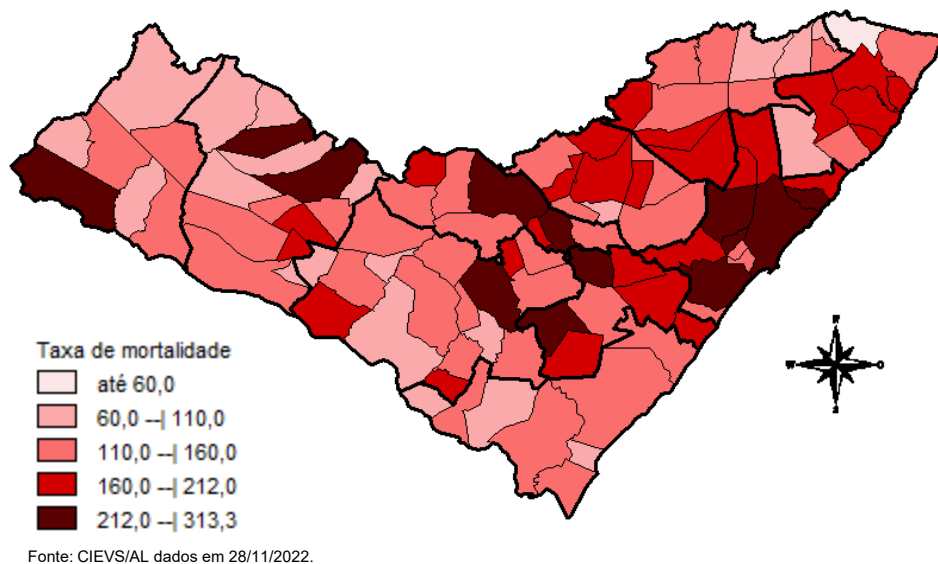 Taxa de mortalidade
até 60,0
60,0 --| 110,0
110,0 --| 160,0
160,0 --| 212,0
212,0 --| 313,3
Fonte: CIEVS/AL dados em 28/11/2022.